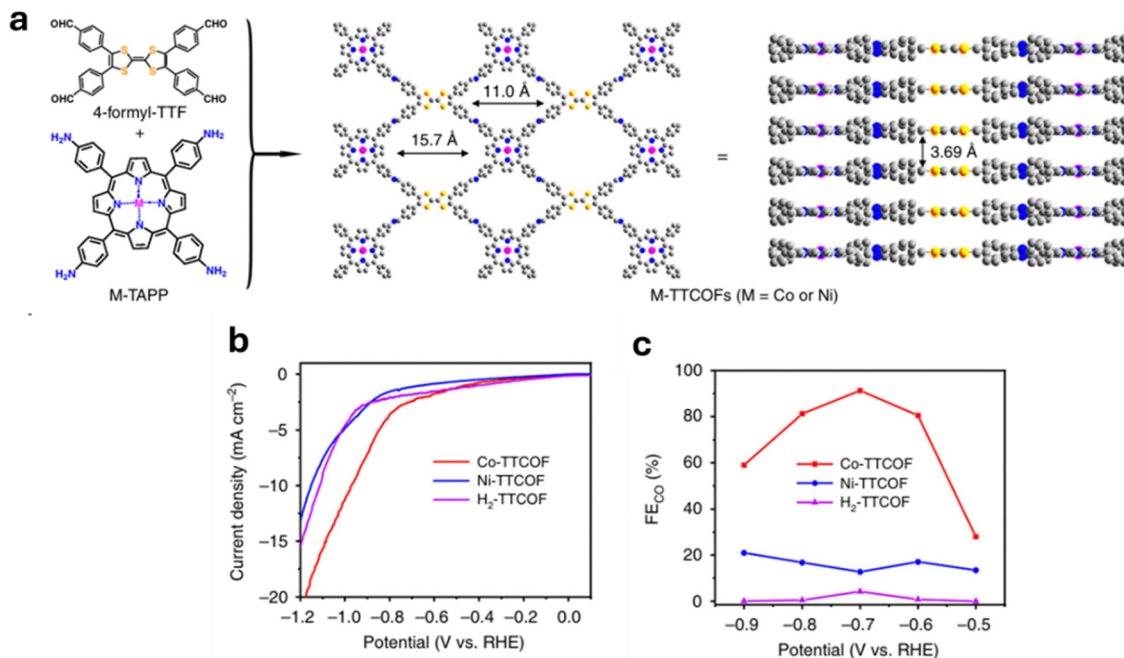 a
OHC
CHO
S
S
S
S
OHC
CHO
4-formyl-TTF
+
H₂N
NH₂
N
N
M
N
N
H₂N
NH₂
M-TAPP
11.0 Å
15.7 Å
=
3.69 Å
M-TTCOFs (M = Co or Ni)
b
Current density (mA cm⁻²)
0
−5
−10
−15
−20
Co-TTCOF
Ni-TTCOF
H₂-TTCOF
−1.2 −1.0 −0.8 −0.6 −0.4 −0.2 0.0
Potential (V vs. RHE)
c
FE_CO (%)
100
80
60
40
20
0
Co-TTCOF
Ni-TTCOF
H₂-TTCOF
−0.9 −0.8 −0.7 −0.6 −0.5
Potential (V vs. RHE)